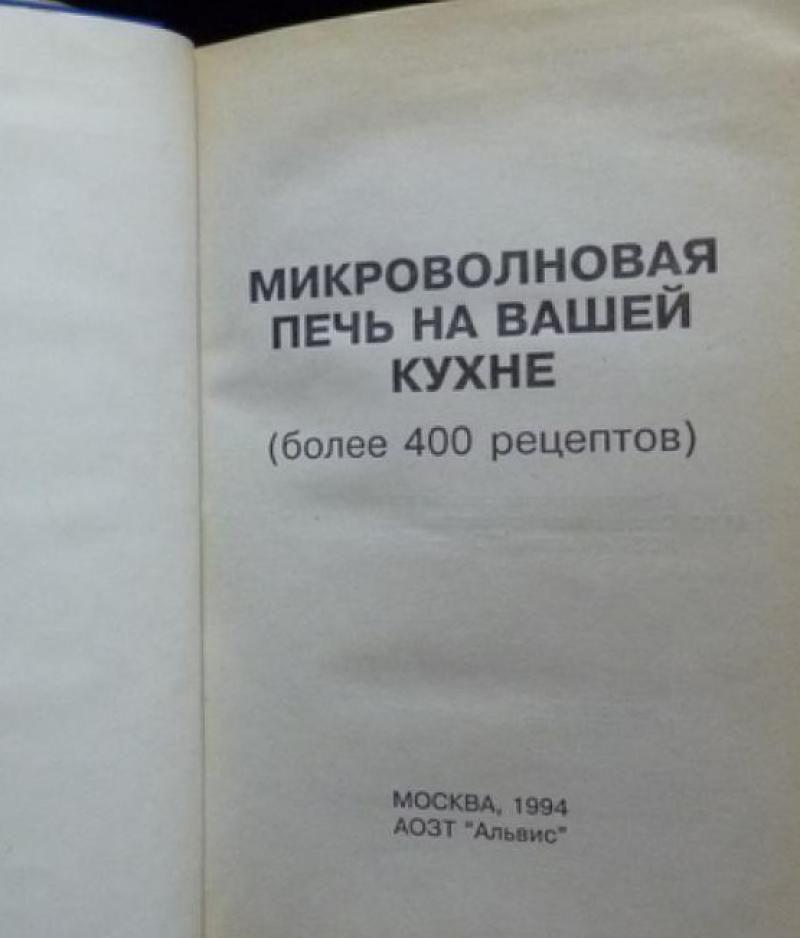 МИКРОВОЛНОВАЯ
ПЕЧЬ НА ВАШЕЙ
КУХНЕ
(более 400 рецептов)
МОСКВА, 1994
АОЗТ "Альвис"